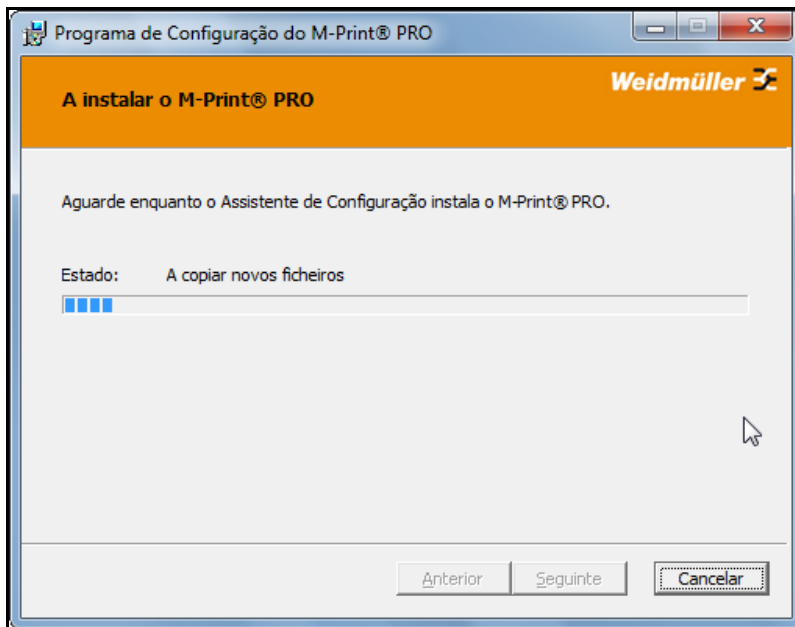 Programa de Configuração do M-Print® PRO
Weidmüller
A instalar o M-Print® PRO
Aguarde enquanto o Assistente de Configuração instala o M-Print® PRO.
Estado: A copiar novos ficheiros
Anterior Seguinte Cancelar